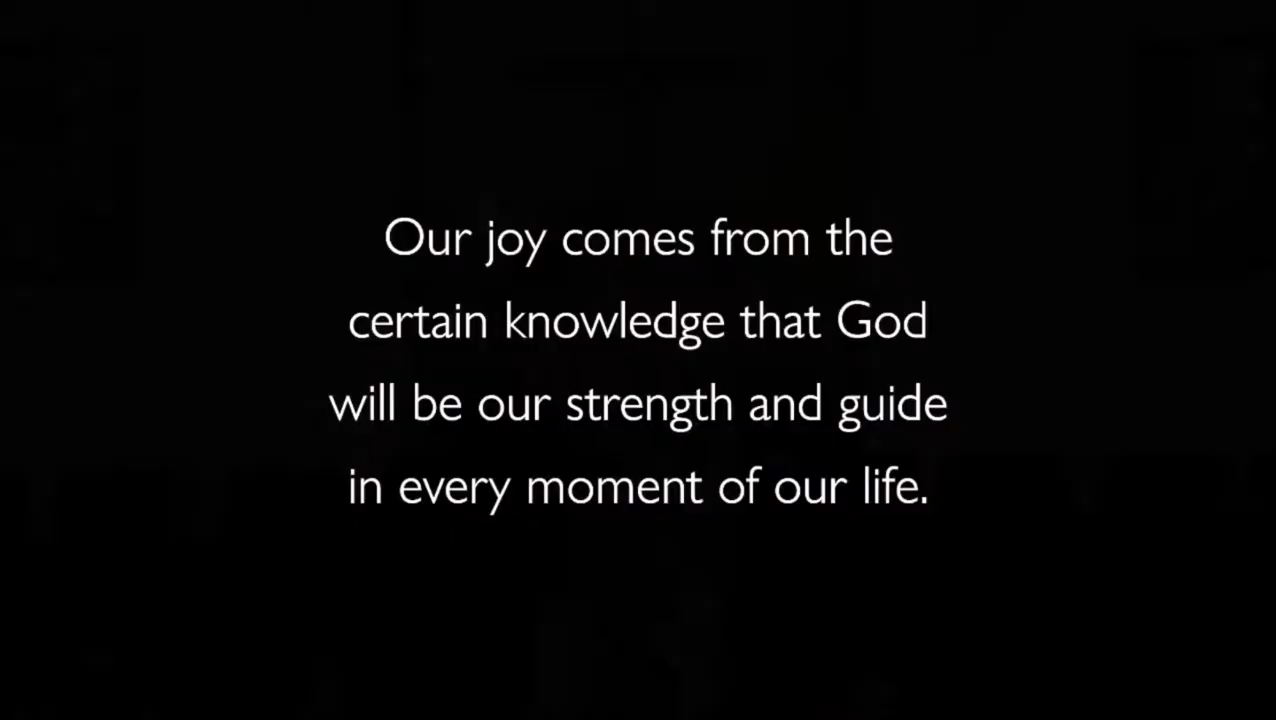 Our joy comes from the
certain knowledge that God
will be our strength and guide
in every moment of our life.